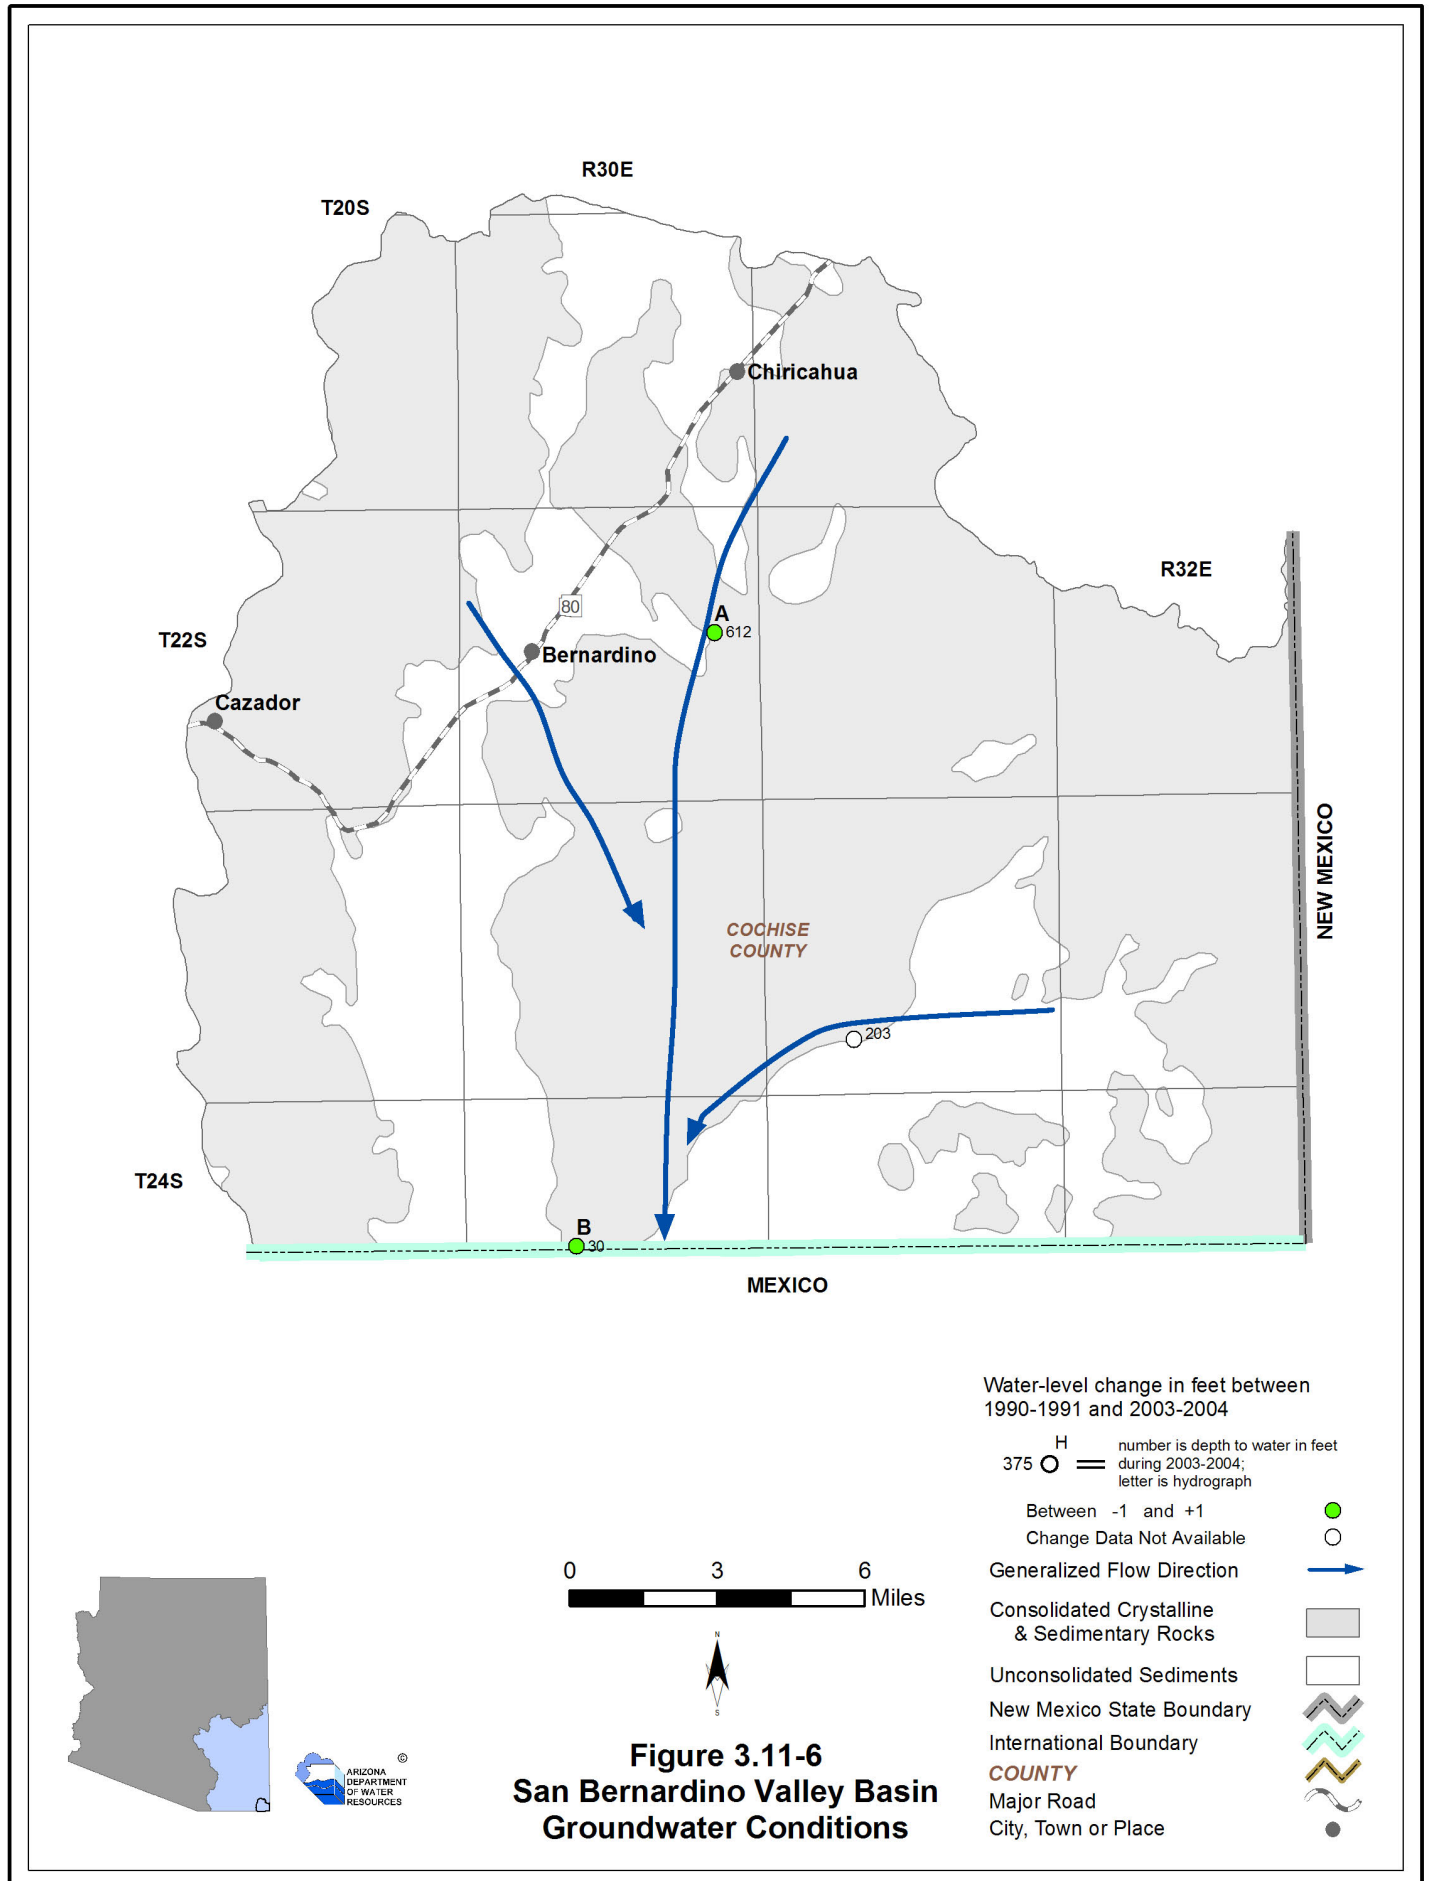 R30E
T20S
Chiricahua
R32E
80
A
612
T22S
Bernardino
Cazador
NEW MEXICO
COCHISE
COUNTY
203
T24S
B
30
MEXICO
Water-level change in feet between
1990-1991 and 2003-2004
H
375
number is depth to water in feet
during 2003-2004;
letter is hydrograph
Between -1 and +1
Change Data Not Available
Generalized Flow Direction
Consolidated Crystalline
& Sedimentary Rocks
Unconsolidated Sediments
New Mexico State Boundary
International Boundary
COUNTY
Major Road
City, Town or Place
0 3 6
Miles
N
S
©
ARIZONA
DEPARTMENT
OF WATER
RESOURCES
Figure 3.11-6
San Bernardino Valley Basin
Groundwater Conditions